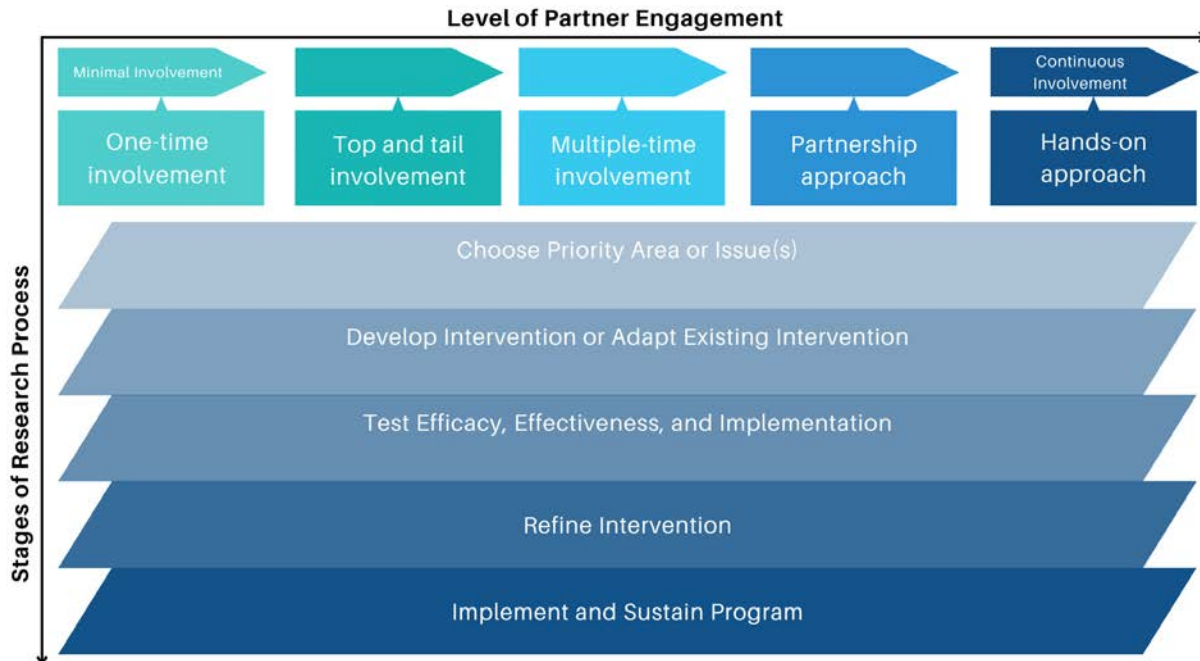 Level of Partner Engagement
Minimal Involvement
Continuous
Involvement
One-time
involvement
Top and tail
involvement
Multiple-time
involvement
Partnership
approach
Hands-on
approach
Stages of Research Process
Choose Priority Area or Issue(s)
Develop Intervention or Adapt Existing Intervention
Test Efficacy, Effectiveness, and Implementation
Refine Intervention
Implement and Sustain Program